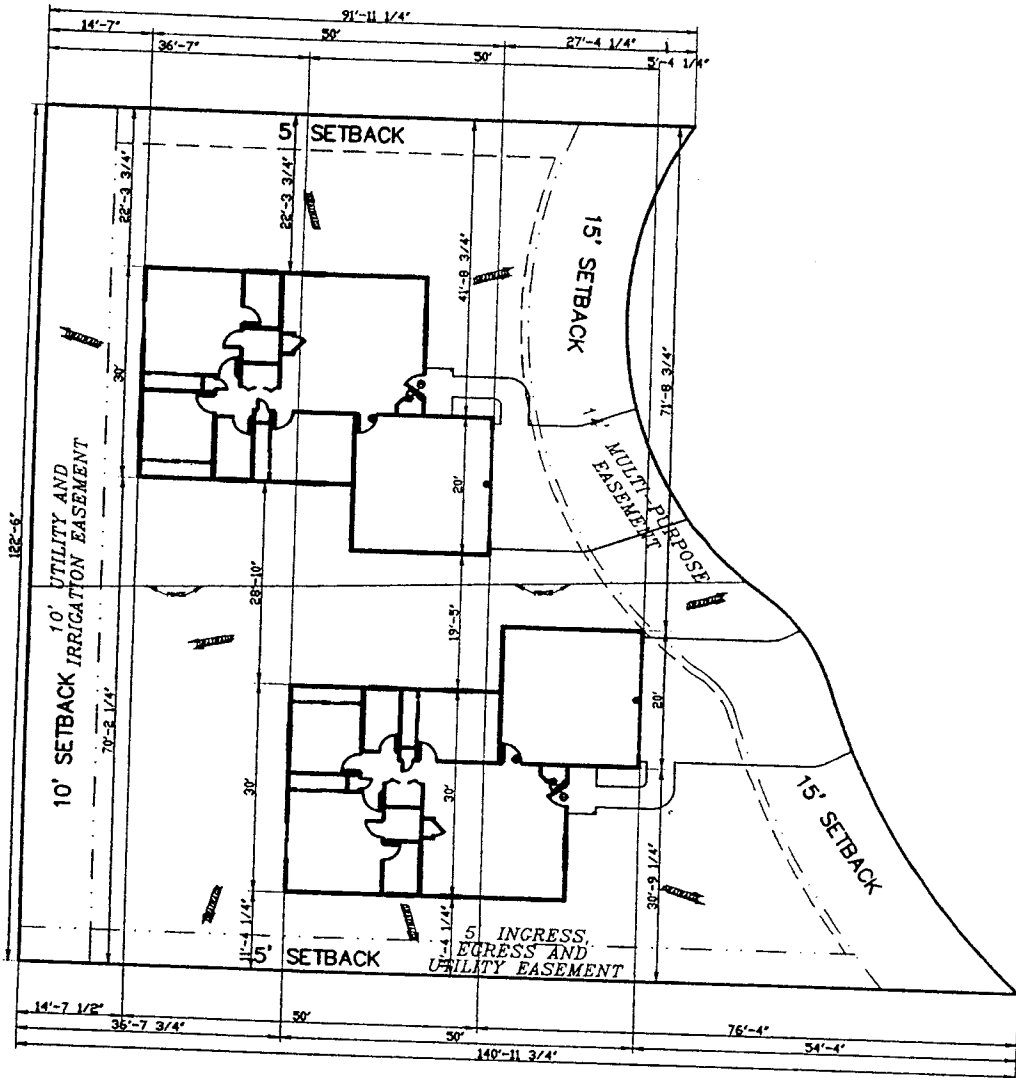 91'-11 1/4"
14'-7"
50'
27'-4 1/4"
36'-7"
50'
5'-4 1/4"
5' SETBACK
22'-3 3/4"
22'-3 3/4"
41'-8 3/4"
15' SETBACK
71'-8 3/4"
30'
122'-6"
10' SETBACK
10' UTILITY AND
IRRIGATION EASEMENT
MULTI-PURPOSE
EASEMENT
20'
28'-10"
19'-5"
70'-2 1/4"
20'
30'
30'
15' SETBACK
30'-9 1/4"
11'-4 1/4"
5' SETBACK
5' INGRESS,
EGRESS AND
UTILITY EASEMENT
14'-7 1/2"
50'
76'-4"
36'-7 3/4"
50'
54'-4"
140'-11 3/4"